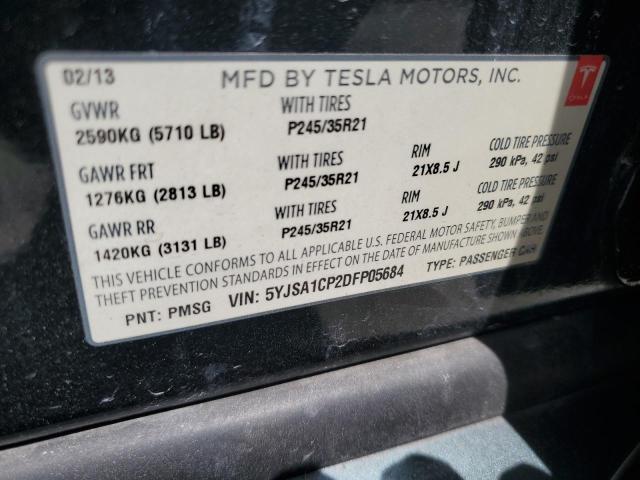 02/13 MFD BY TESLA MOTORS, INC.
TESLA
GVWR WITH TIRES
2590KG (5710 LB) P245/35R21
GAWR FRT WITH TIRES RIM COLD TIRE PRESSURE
1276KG (2813 LB) P245/35R21 21X8.5 J 290 kPa, 42 psi
GAWR RR WITH TIRES RIM COLD TIRE PRESSURE
1420KG (3131 LB) P245/35R21 21X8.5 J 290 kPa, 42 psi
THIS VEHICLE CONFORMS TO ALL APPLICABLE U.S. FEDERAL MOTOR SAFETY, BUMPER AND
THEFT PREVENTION STANDARDS IN EFFECT ON THE DATE OF MANUFACTURE SHOWN ABOVE.
PNT: PMSG VIN: 5YJSA1CP2DFP05684 TYPE: PASSENGER CAR